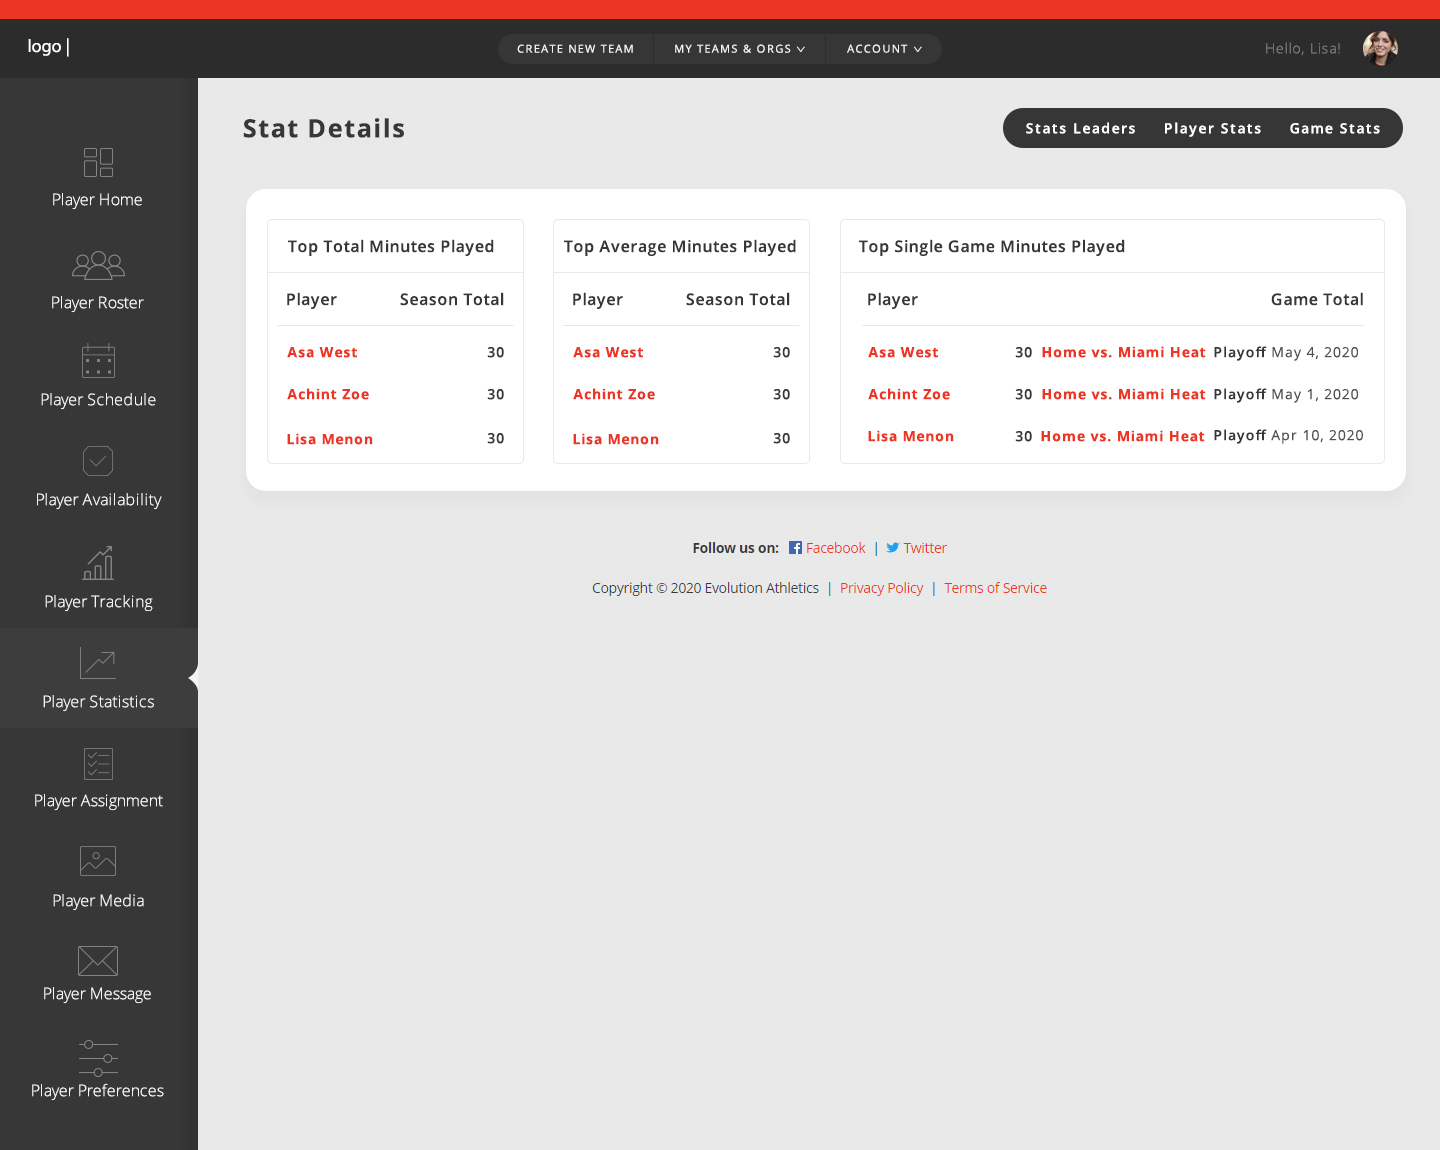 logo |
CREATE NEW TEAM MY TEAMS & ORGS ACCOUNT
Hello, Lisa!
Player Home
Player Roster
Player Schedule
Player Availability
Player Tracking
Player Statistics
Player Assignment
Player Media
Player Message
Player Preferences
Stat Details
Stats Leaders Player Stats Game Stats
Top Total Minutes Played
Player Season Total
Asa West 30
Achint Zoe 30
Lisa Menon 30
Top Average Minutes Played
Player Season Total
Asa West 30
Achint Zoe 30
Lisa Menon 30
Top Single Game Minutes Played
Player Game Total
Asa West 30 Home vs. Miami Heat Playoff May 4, 2020
Achint Zoe 30 Home vs. Miami Heat Playoff May 1, 2020
Lisa Menon 30 Home vs. Miami Heat Playoff Apr 10, 2020
Follow us on: Facebook | Twitter
Copyright © 2020 Evolution Athletics | Privacy Policy | Terms of Service